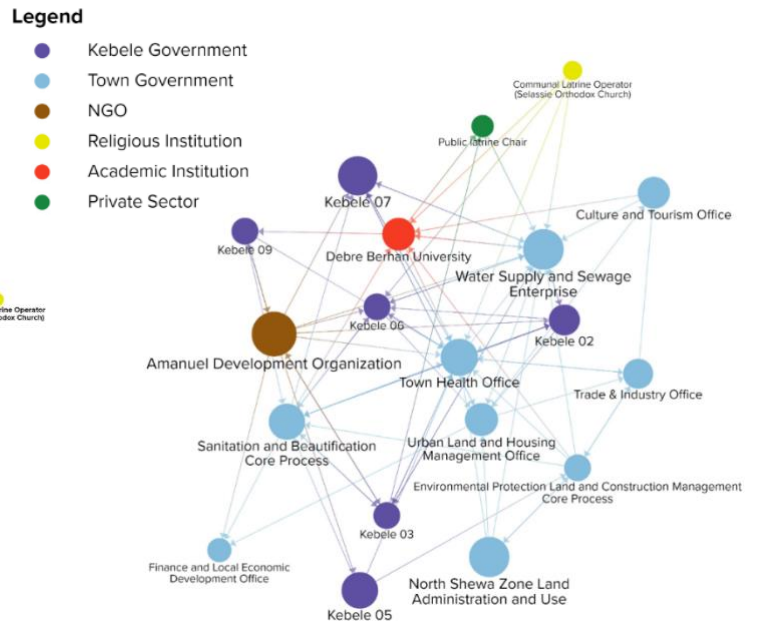 Legend
Kebele Government
Town Government
NGO
Religious Institution
Academic Institution
Private Sector
Communal Latrine Operator
(Selassie Orthodox Church)
Public latrine Chair
Kebele 07
Culture and Tourism Office
Kebele 09
Debre Berhan University
Water Supply and Sewage
Enterprise
rine Operator
odox Church)
Kebele 06
Kebele 02
Amanuel Development Organization
Town Health Office
Trade & Industry Office
Sanitation and Beautification
Core Process
Urban Land and Housing
Management Office
Environmental Protection Land and Construction Management
Core Process
Kebele 03
Finance and Local Economic
Development Office
North Shewa Zone Land
Administration and Use
Kebele 05